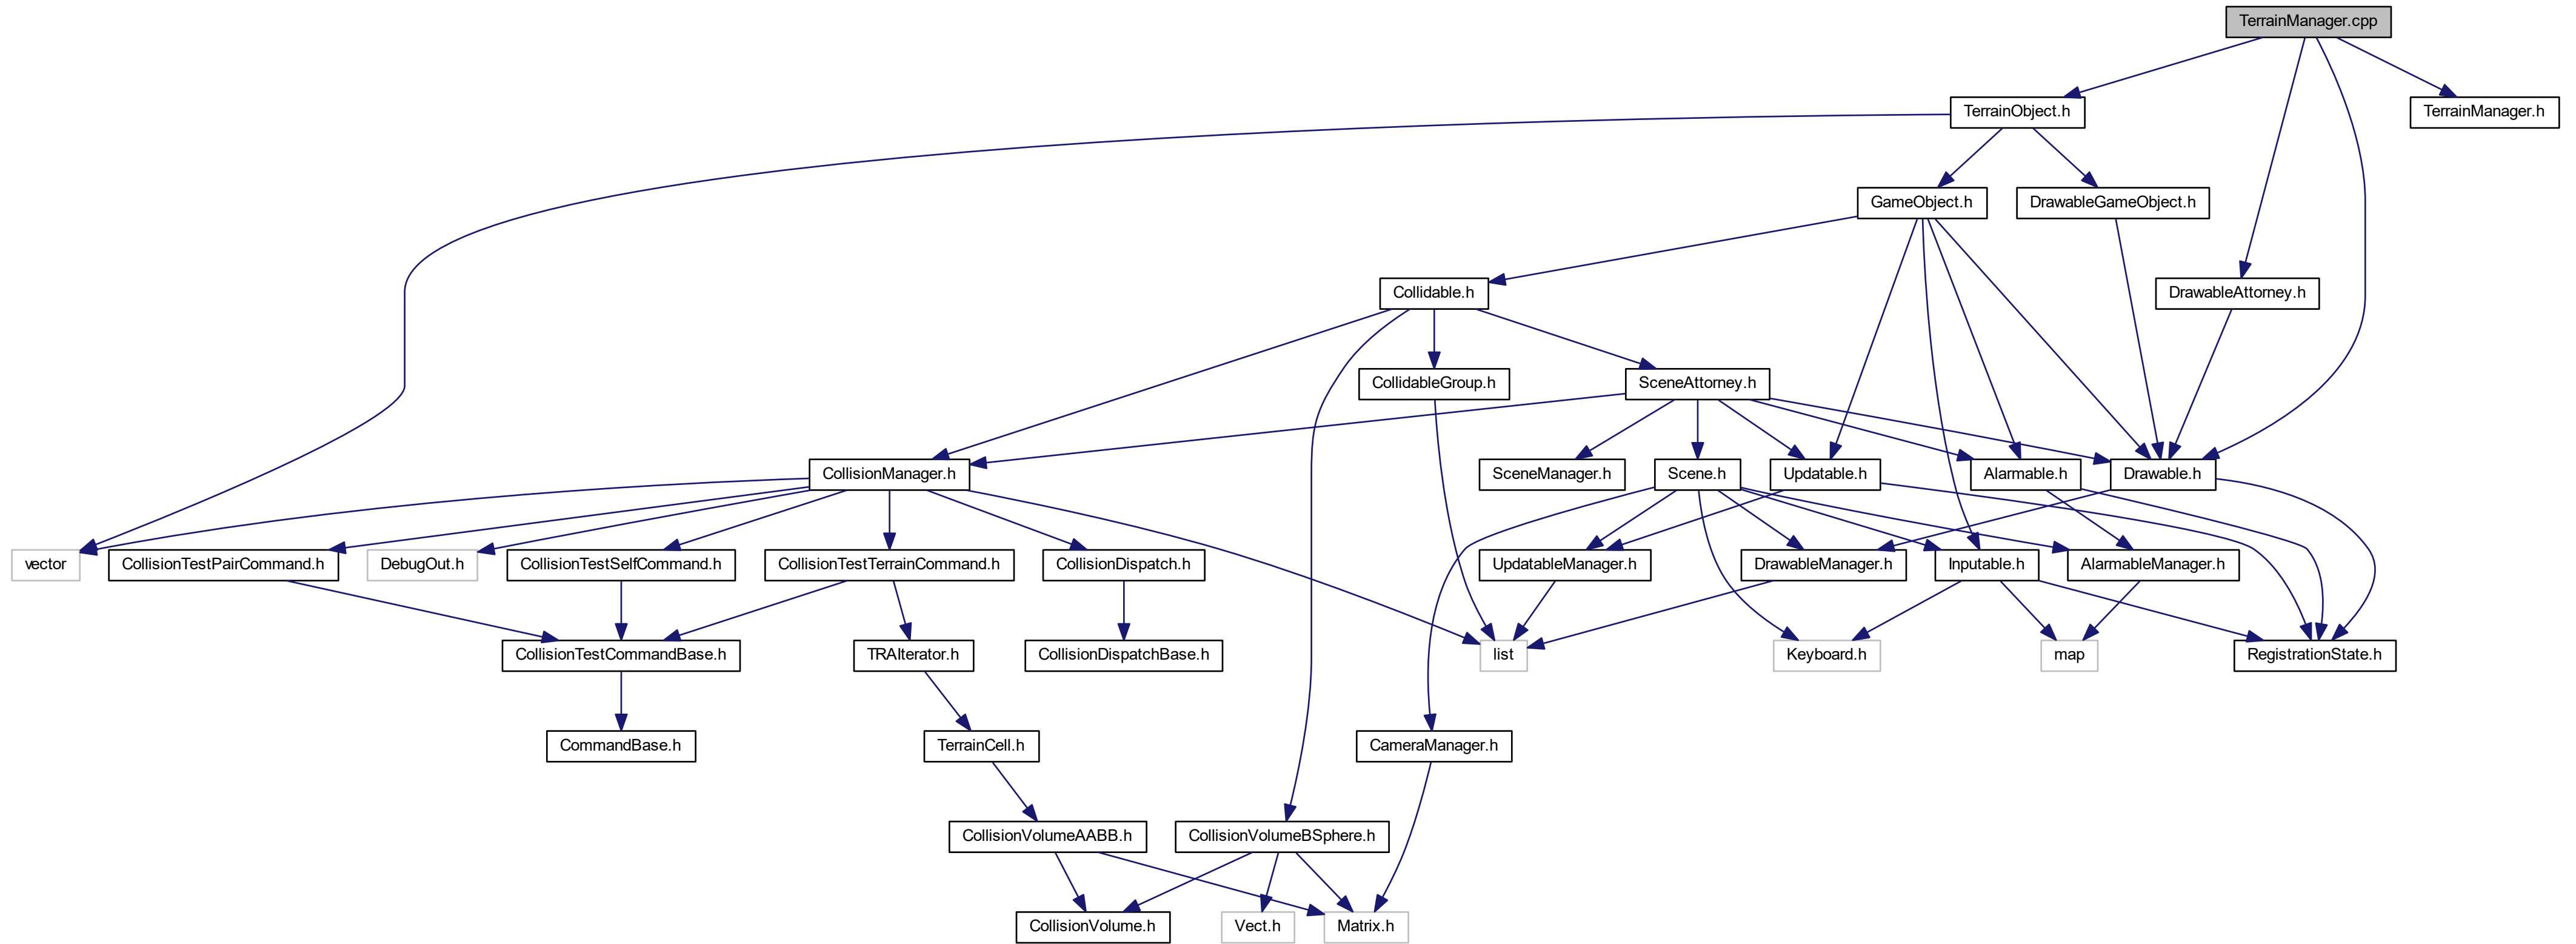 TerrainManager.cpp
TerrainObject.h
TerrainManager.h
GameObject.h
DrawableGameObject.h
Collidable.h
DrawableAttorney.h
CollidableGroup.h
SceneAttorney.h
CollisionManager.h
SceneManager.h
Scene.h
Updatable.h
Alarmable.h
Drawable.h
vector
CollisionTestPairCommand.h
DebugOut.h
CollisionTestSelfCommand.h
CollisionTestTerrainCommand.h
CollisionDispatch.h
UpdatableManager.h
DrawableManager.h
Inputable.h
AlarmableManager.h
CollisionTestCommandBase.h
TRAIterator.h
CollisionDispatchBase.h
list
Keyboard.h
map
RegistrationState.h
CommandBase.h
TerrainCell.h
CameraManager.h
CollisionVolumeAABB.h
CollisionVolumeBSphere.h
CollisionVolume.h
Vect.h
Matrix.h